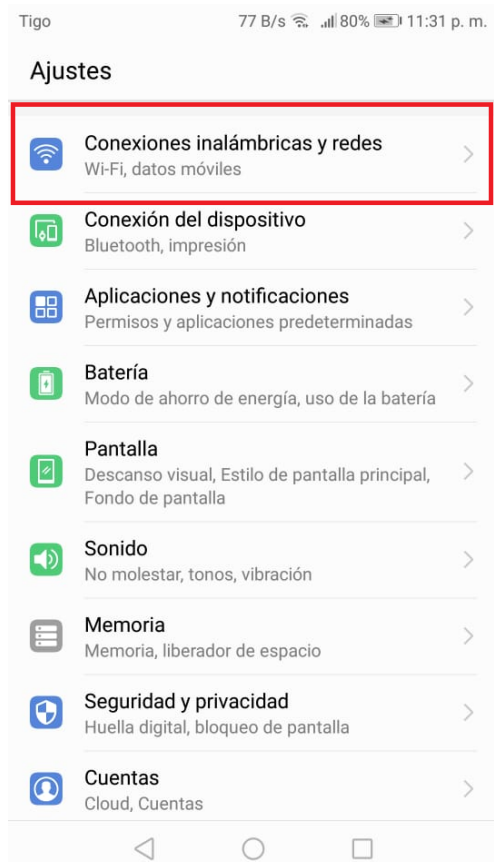 Tigo 77 B/s 80% 11:31 p. m.
Ajustes
Conexiones inalámbricas y redes
Wi-Fi, datos móviles
Conexión del dispositivo
Bluetooth, impresión
Aplicaciones y notificaciones
Permisos y aplicaciones predeterminadas
Batería
Modo de ahorro de energía, uso de la batería
Pantalla
Descanso visual, Estilo de pantalla principal,
Fondo de pantalla
Sonido
No molestar, tonos, vibración
Memoria
Memoria, liberador de espacio
Seguridad y privacidad
Huella digital, bloqueo de pantalla
Cuentas
Cloud, Cuentas